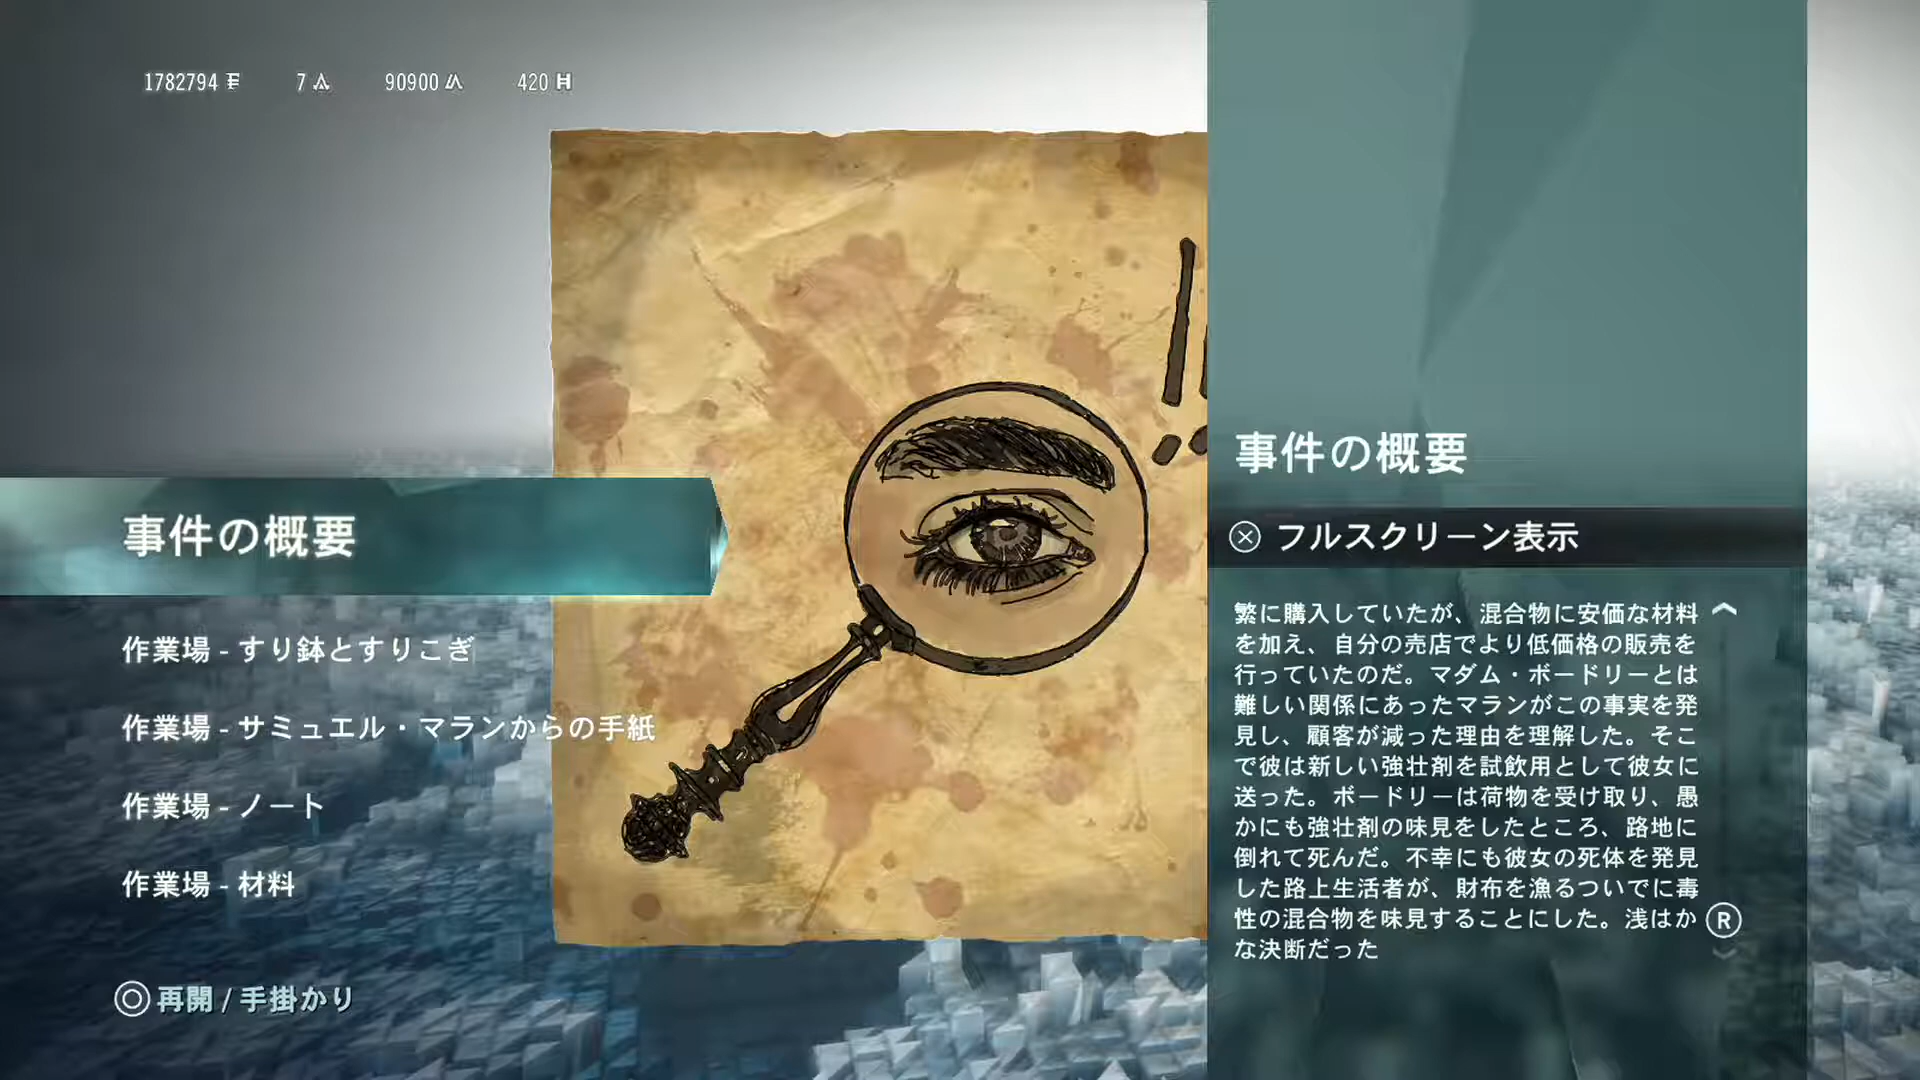 1782794
7
90900
420 H
事件の概要
作業場 - すり鉢とすりこぎ
作業場 - サミュエル・マランからの手紙
作業場 - ノート
作業場 - 材料
再開 / 手掛かり
事件の概要
フルスクリーン表示
繁に購入していたが、混合物に安価な材料
を加え、自分の売店でより低価格の販売を
行っていたのだ。マダム・ボードリーとは
難しい関係にあったマランがこの事実を発
見し、顧客が減った理由を理解した。そこ
で彼は新しい強壮剤を試飲用として彼女に
送った。ボードリーは荷物を受け取り、愚
かにも強壮剤の味見をしたところ、路地に
倒れて死んだ。不幸にも彼女の死体を発見
した路上生活者が、財布を漁るついでに毒
性の混合物を味見することにした。浅はか
な決断だった
R